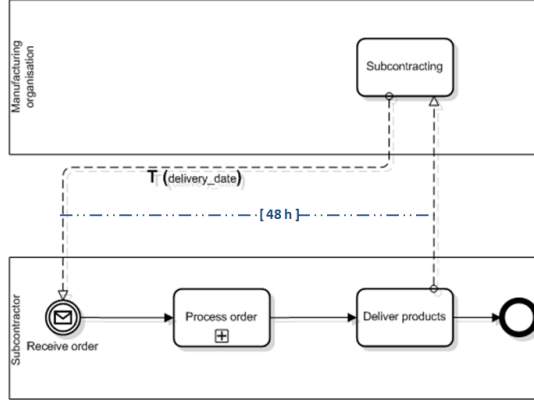 Manufacturing
organisation
Subcontracting
T (delivery_date)
[ 48 h ]
Subcontractor
Receive order
Process order
Deliver products